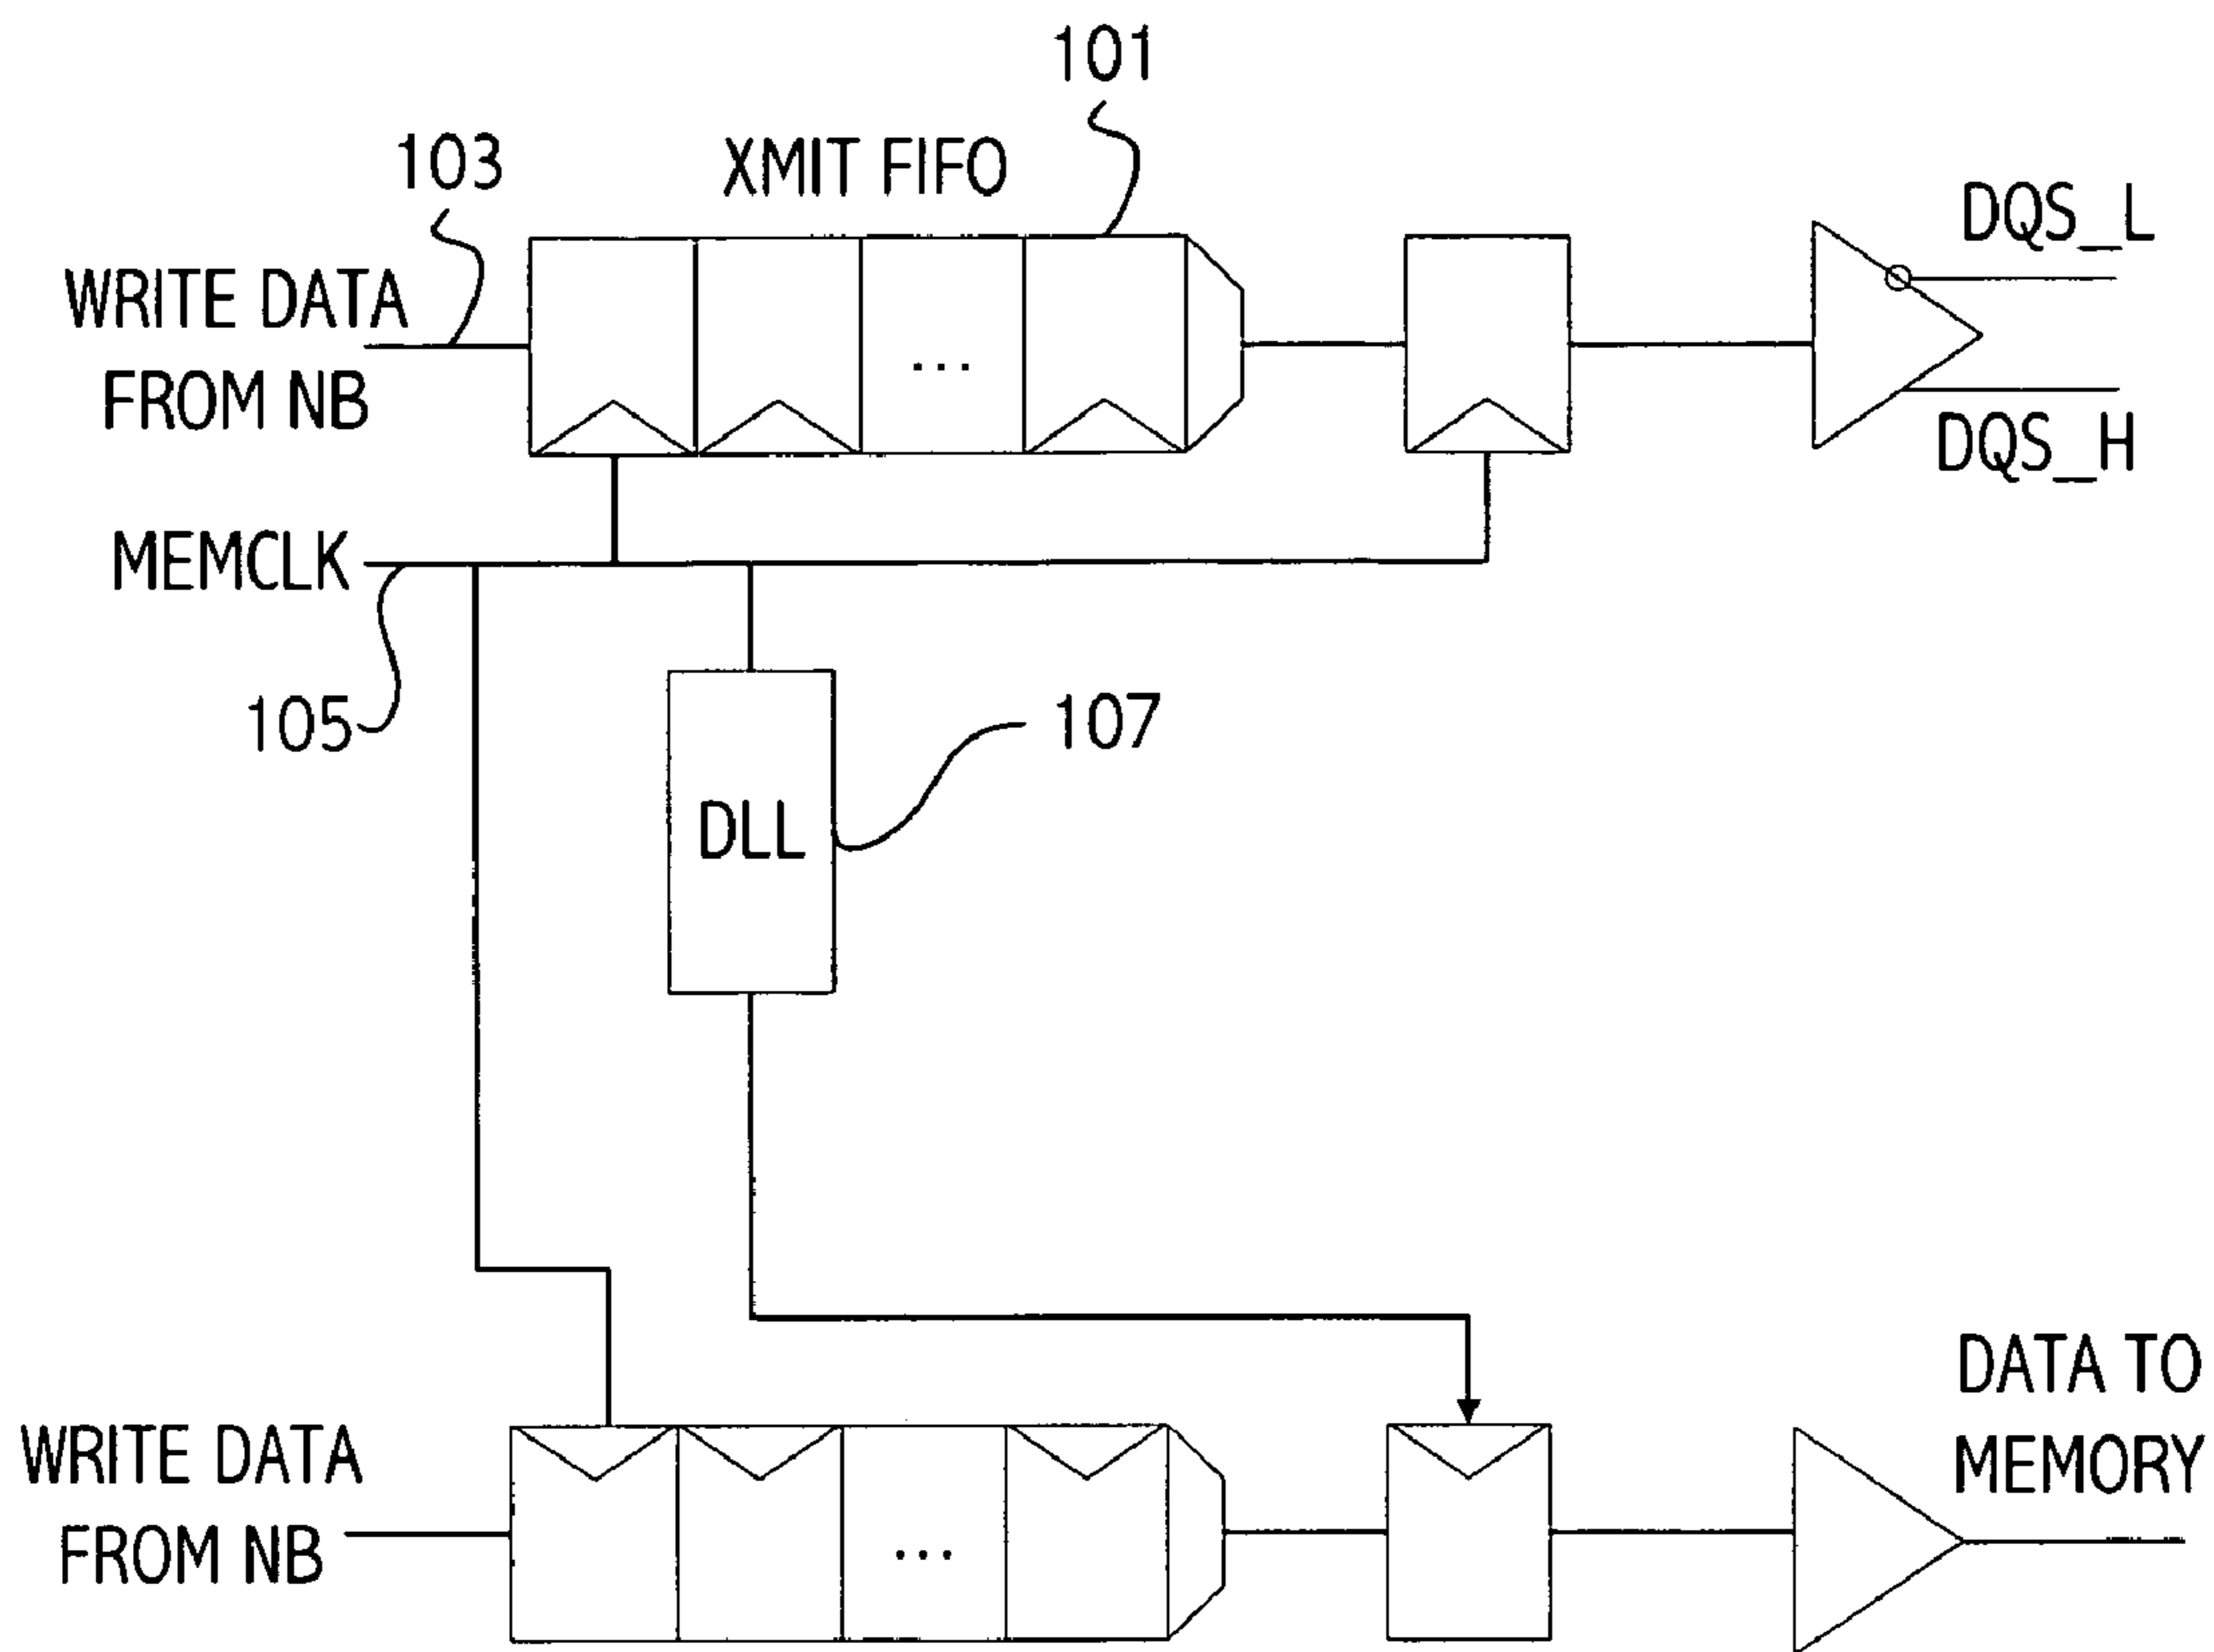 101
103
XMIT FIFO
DQS_L
WRITE DATA
FROM NB
...
DQS_H
MEMCLK
105
107
DLL
DATA TO
MEMORY
WRITE DATA
FROM NB
...